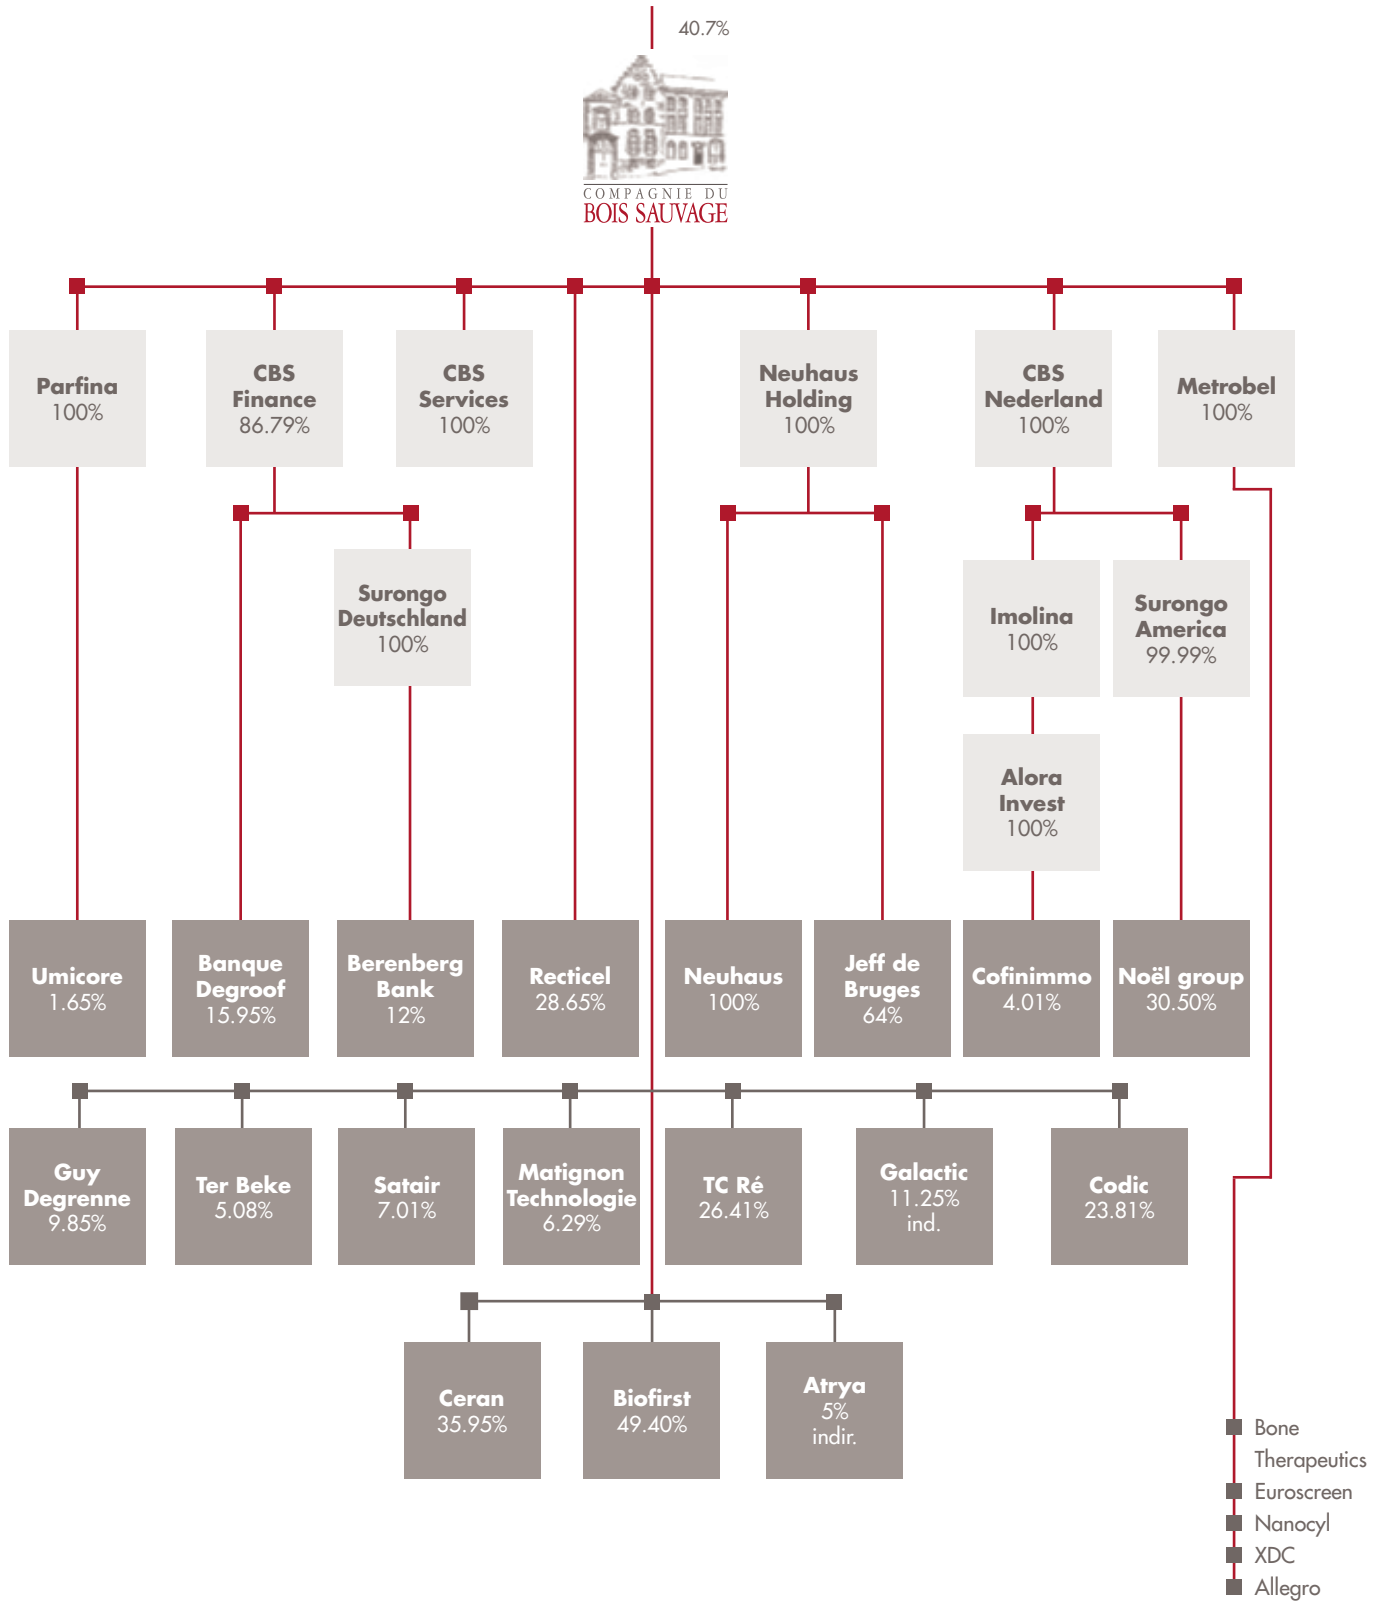 40.7%
COMPAGNIE DU
BOIS SAUVAGE
Parfina
100%
CBS
Finance
86.79%
CBS
Services
100%
Neuhaus
Holding
100%
CBS
Nederland
100%
Metrobel
100%
Surongo
Deutschland
100%
Imolina
100%
Surongo
America
99.99%
Alora
Invest
100%
Umicore
1.65%
Banque
Degroof
15.95%
Berenberg
Bank
12%
Recticel
28.65%
Neuhaus
100%
Jeff de
Bruges
64%
Cofinimmo
4.01%
Noël group
30.50%
Guy
Degrenne
9.85%
Ter Beke
5.08%
Satair
7.01%
Matignon
Technologie
6.29%
TC Ré
26.41%
Galactic
11.25%
ind.
Codic
23.81%
Ceran
35.95%
Biofirst
49.40%
Atrya
5%
indir.
Bone
Therapeutics
Euroscreen
Nanocyl
XDC
Allegro